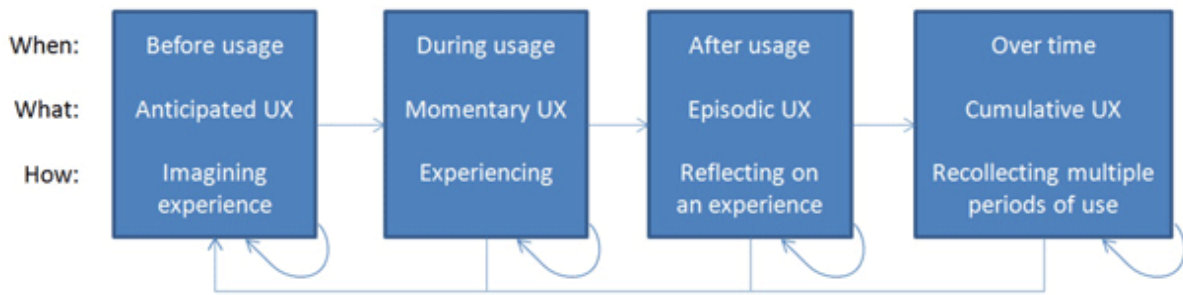 When: Before usage During usage After usage Over time
What: Anticipated UX Momentary UX Episodic UX Cumulative UX
How: Imagining Experiencing Reflecting on Recollecting multiple
experience an experience periods of use